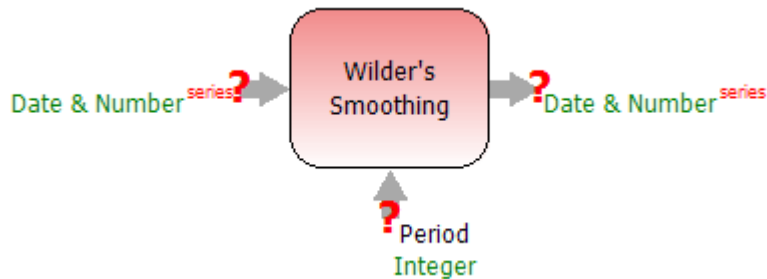 Wilder's
Smoothing
? Date & Number series
? Date & Number series
? Period
Integer